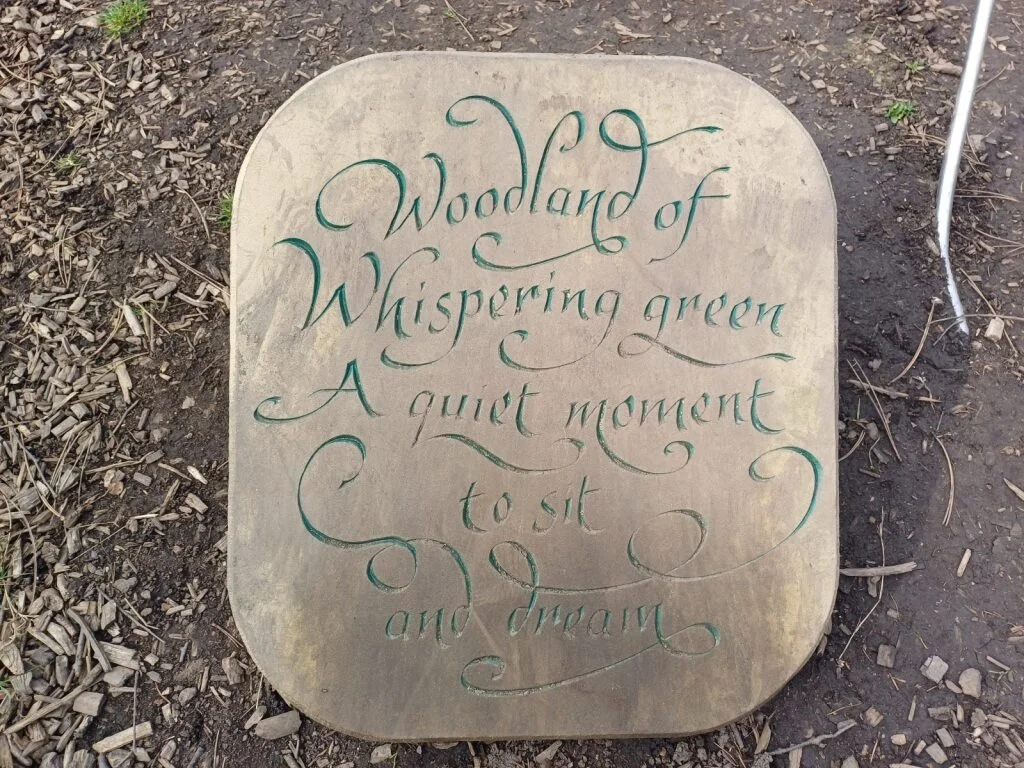 Woodland of
Whispering green
A quiet moment
to sit
and dream